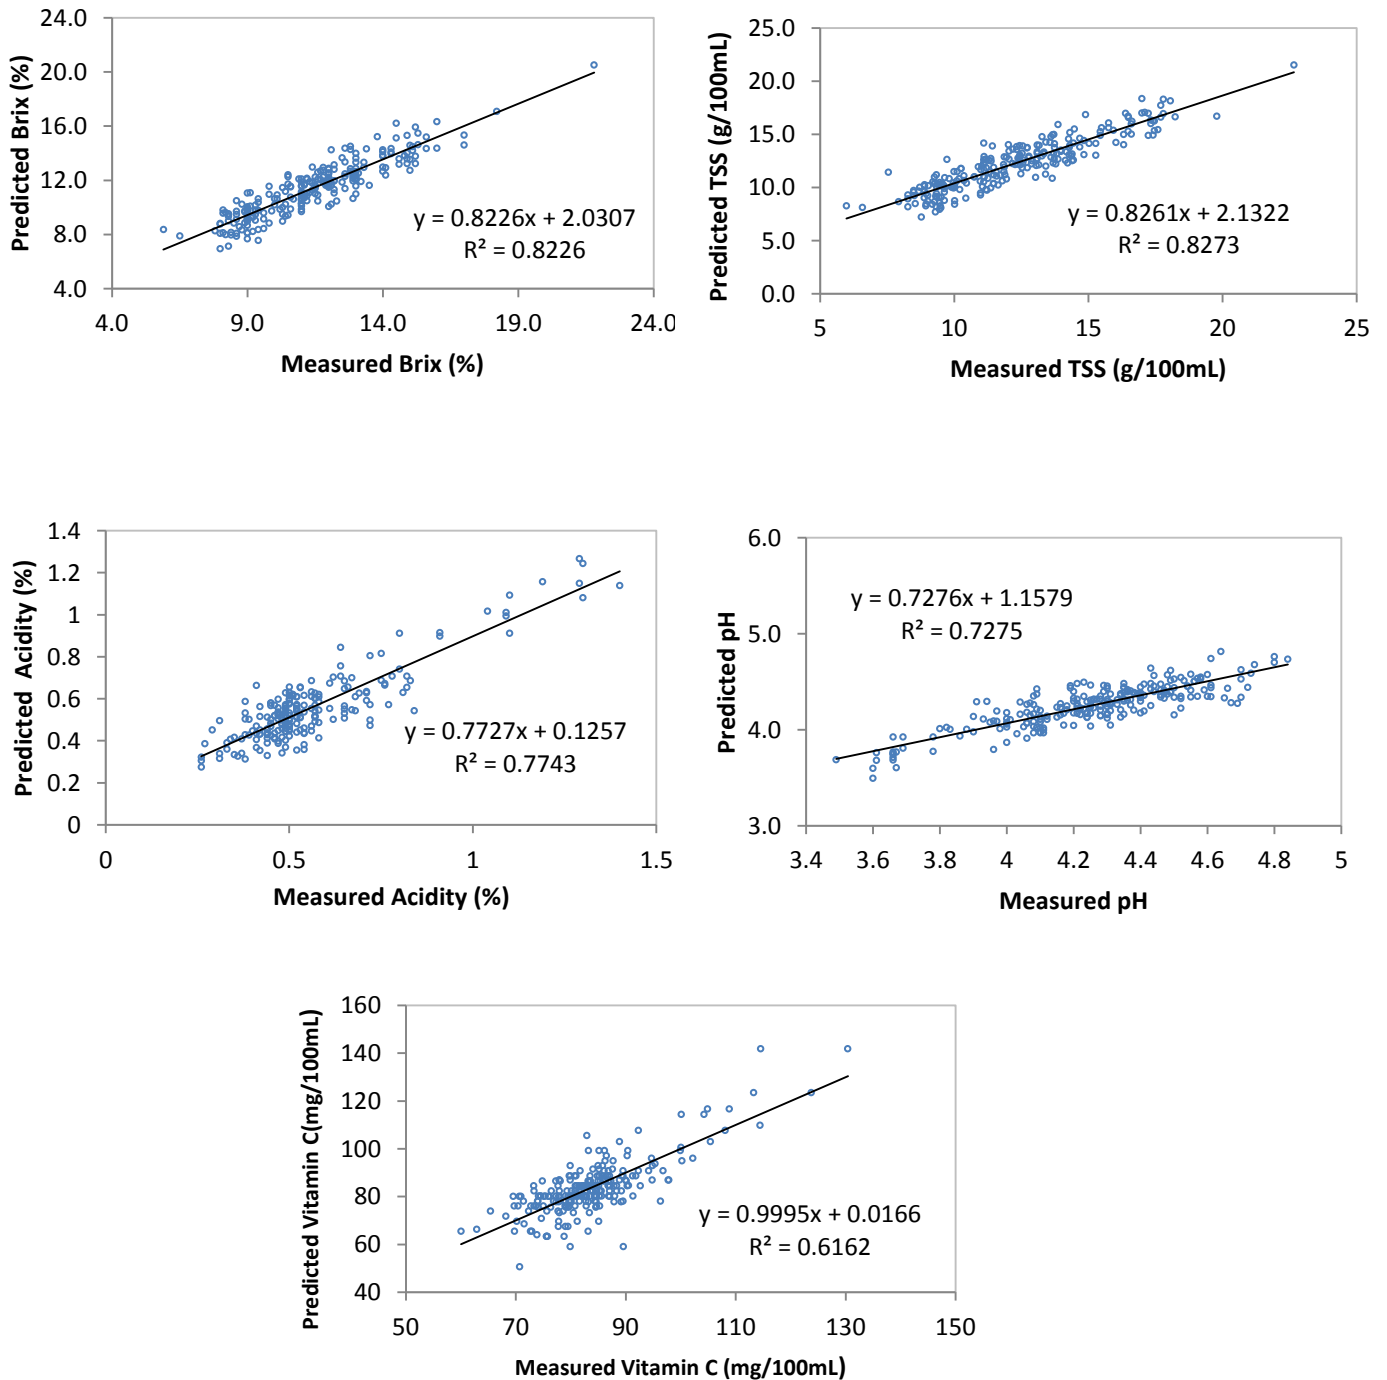 Predicted Brix (%)
24.0
20.0
16.0
12.0
8.0
4.0
y = 0.8226x + 2.0307
R² = 0.8226
4.0 9.0 14.0 19.0 24.0
Measured Brix (%)
Predicted TSS (g/100mL)
25.0
20.0
15.0
10.0
5.0
0.0
y = 0.8261x + 2.1322
R² = 0.8273
5 10 15 20 25
Measured TSS (g/100mL)
Predicted Acidity (%)
1.4
1.2
1
0.8
0.6
0.4
0.2
0
y = 0.7727x + 0.1257
R² = 0.7743
0 0.5 1 1.5
Measured Acidity (%)
Predicted pH
6.0
5.0
4.0
3.0
y = 0.7276x + 1.1579
R² = 0.7275
3.4 3.6 3.8 4 4.2 4.4 4.6 4.8 5
Measured pH
Predicted Vitamin C(mg/100mL)
160
140
120
100
80
60
40
y = 0.9995x + 0.0166
R² = 0.6162
50 70 90 110 130 150
Measured Vitamin C (mg/100mL)